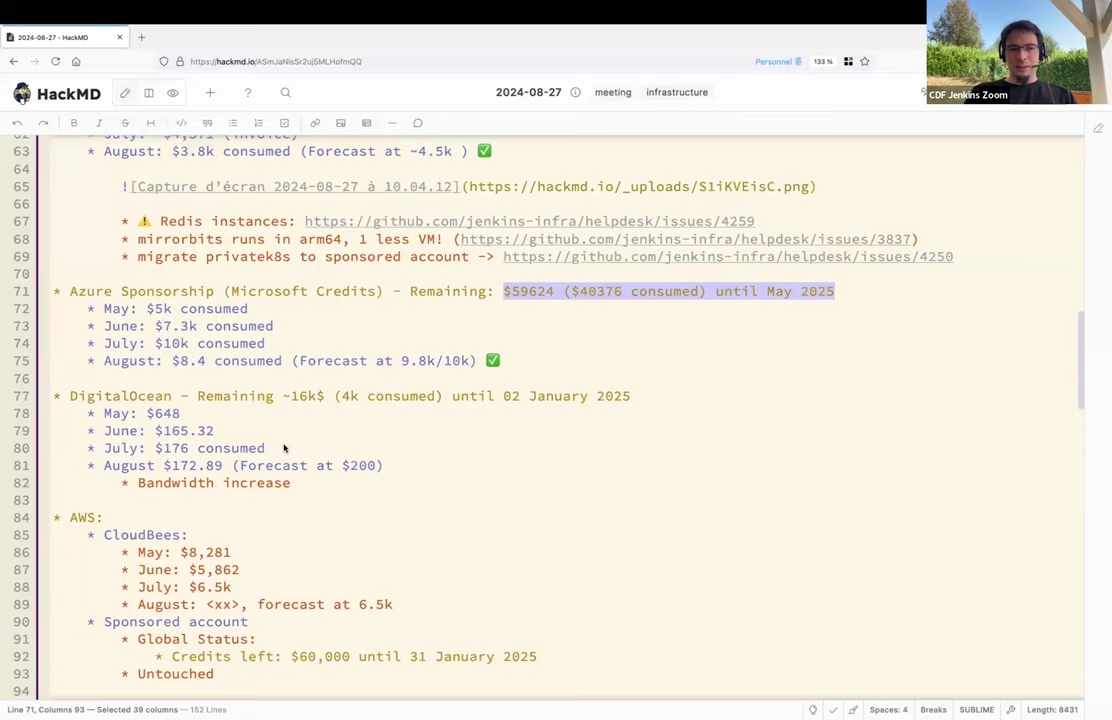 2024-08-27 - HackMD
https://hackmd.io/ASmJaNisSr2uj5MLHofmQQ
Personnel
133 %
CDF Jenkins Zoom
HackMD
2024-08-27
meeting
infrastructure
63 * August: $3.8k consumed (Forecast at ~4.5k ) ✅
64
65 ![Capture d’écran 2024-08-27 à 10.04.12](https://hackmd.io/_uploads/S1iKVEisC.png)
66
67 * ⚠️ Redis instances: https://github.com/jenkins-infra/helpdesk/issues/4259
68 * mirrorbits runs in arm64, 1 less VM! (https://github.com/jenkins-infra/helpdesk/issues/3837)
69 * migrate privatek8s to sponsored account -> https://github.com/jenkins-infra/helpdesk/issues/4250
70
71 * Azure Sponsorship (Microsoft Credits) - Remaining: $59624 ($40376 consumed) until May 2025
72 * May: $5k consumed
73 * June: $7.3k consumed
74 * July: $10k consumed
75 * August: $8.4 consumed (Forecast at 9.8k/10k) ✅
76
77 * DigitalOcean - Remaining ~16k$ (4k consumed) until 02 January 2025
78 * May: $648
79 * June: $165.32
80 * July: $176 consumed
81 * August $172.89 (Forecast at $200)
82 * Bandwidth increase
83
84 * AWS:
85 * CloudBees:
86 * May: $8,281
87 * June: $5,862
88 * July: $6.5k
89 * August: <xx>, forecast at 6.5k
90 * Sponsored account
91 * Global Status:
92 * Credits left: $60,000 until 31 January 2025
93 * Untouched
94
Line 71, Columns 93 — Selected 39 columns — 152 Lines
Spaces: 4
Breaks
SUBLIME
Length: 8431